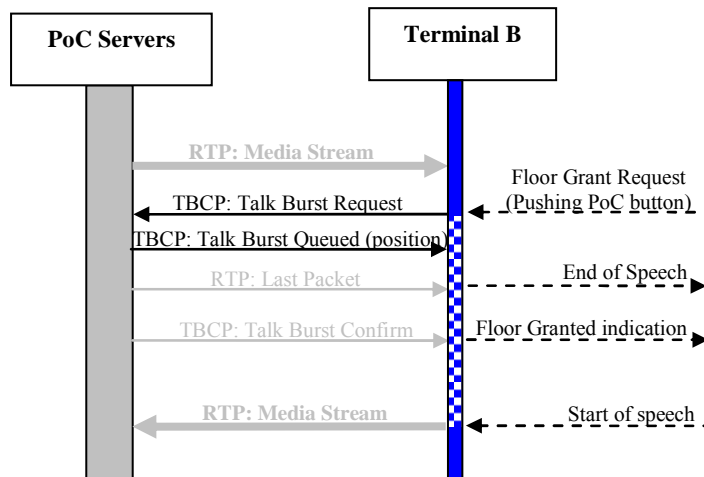 PoC Servers
Terminal B
RTP: Media Stream
Floor Grant Request
(Pushing PoC button)
TBCP: Talk Burst Request
TBCP: Talk Burst Queued (position)
RTP: Last Packet
End of Speech
TBCP: Talk Burst Confirm
Floor Granted indication
RTP: Media Stream
Start of speech